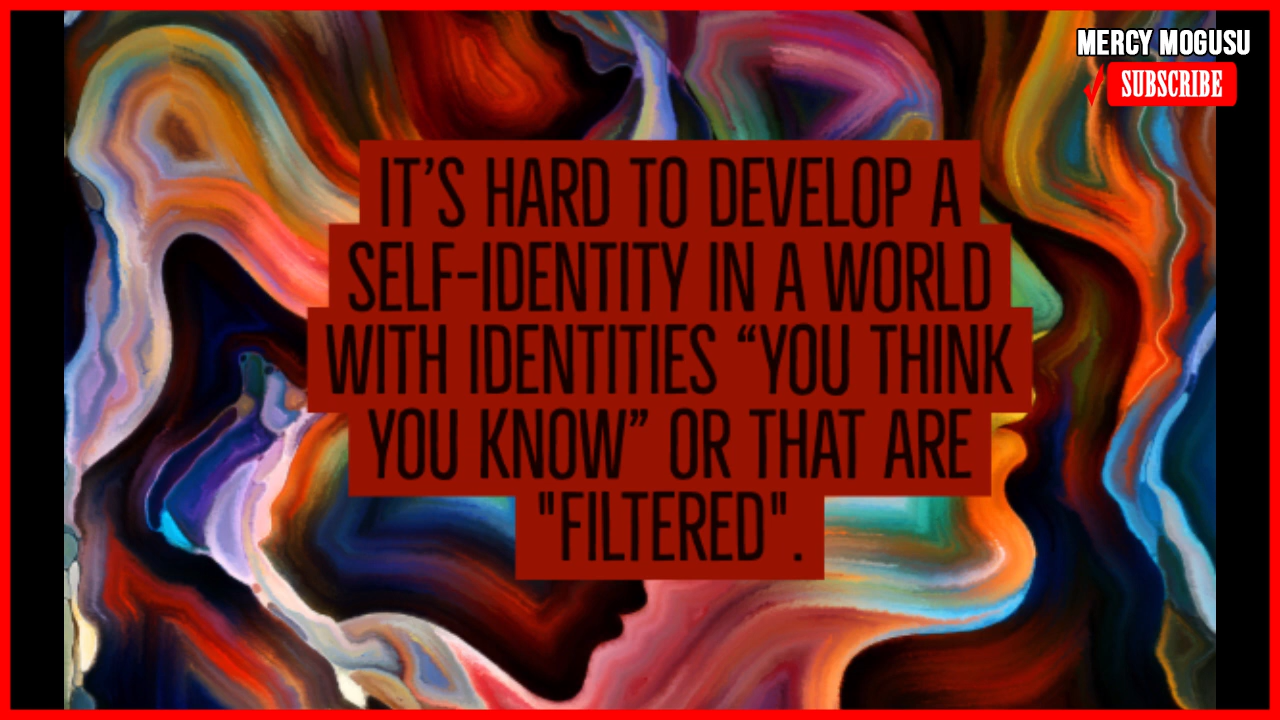 MERCY MOGUSU
SUBSCRIBE
IT’S HARD TO DEVELOP A
SELF-IDENTITY IN A WORLD
WITH IDENTITIES “YOU THINK
YOU KNOW” OR THAT ARE
"FILTERED" .